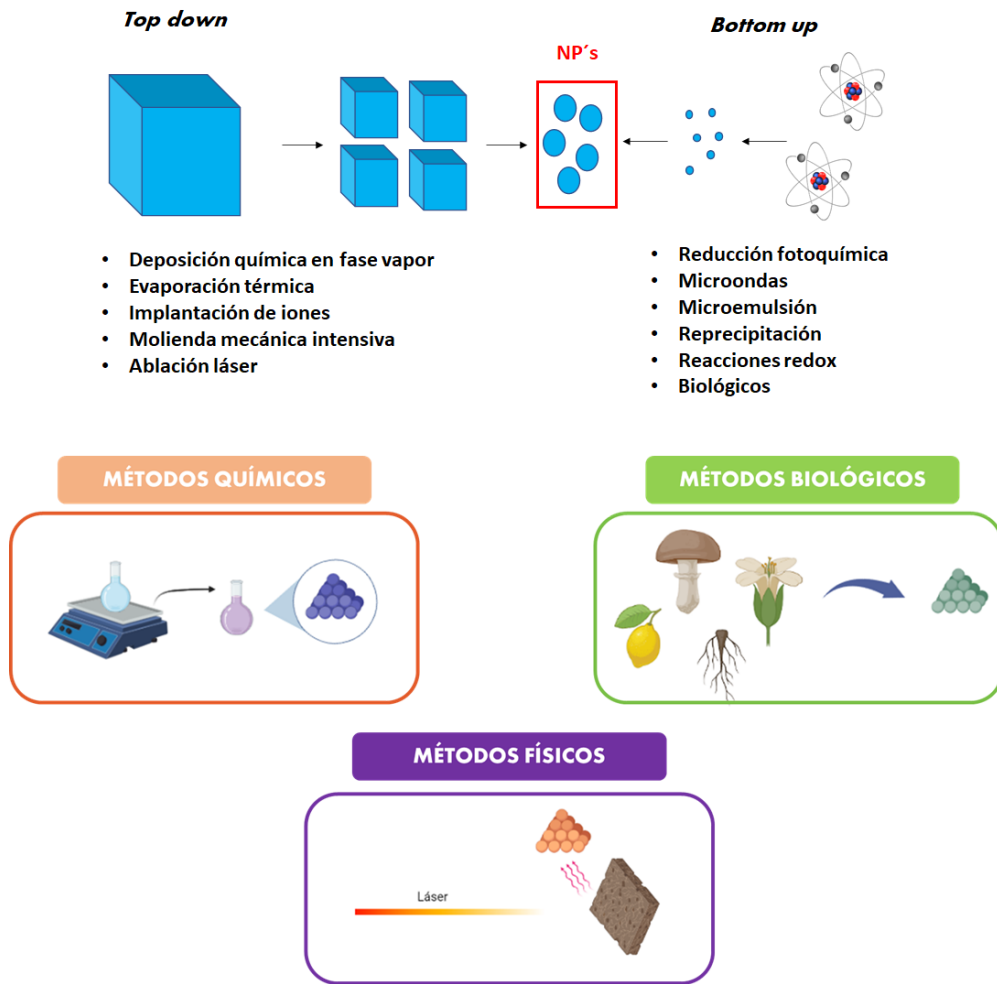 Top down
Bottom up
NP´s
• Deposición química en fase vapor
• Evaporación térmica
• Implantación de iones
• Molienda mecánica intensiva
• Ablación láser
• Reducción fotoquímica
• Microondas
• Microemulsión
• Reprecipitación
• Reacciones redox
• Biológicos
MÉTODOS QUÍMICOS
MÉTODOS BIOLÓGICOS
MÉTODOS FÍSICOS
Láser